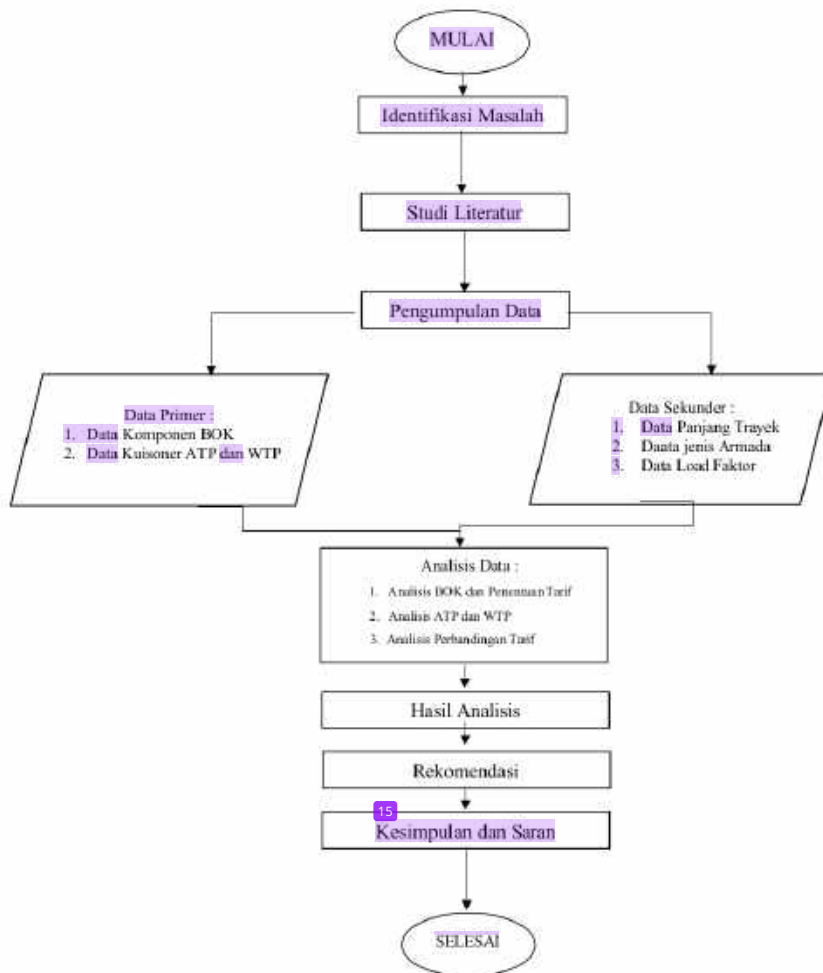 MULAI
Identifikasi Masalah
Studi Literatur
Pengumpulan Data
Data Primer :
1. Data Komponen BOK
2. Data Kuisoner ATP dan WTP
Data Sekunder :
1. Data Panjang Trayek
2. Daata jenis Armada
3. Data Load Faktor
Analisis Data :
1. Analisis BOK dan Penentuan Tarif
2. Analisis ATP dan WTP
3. Analisis Perbandingan Tarif
Hasil Analisis
Rekomendasi
15
Kesimpulan dan Saran
SELESAI